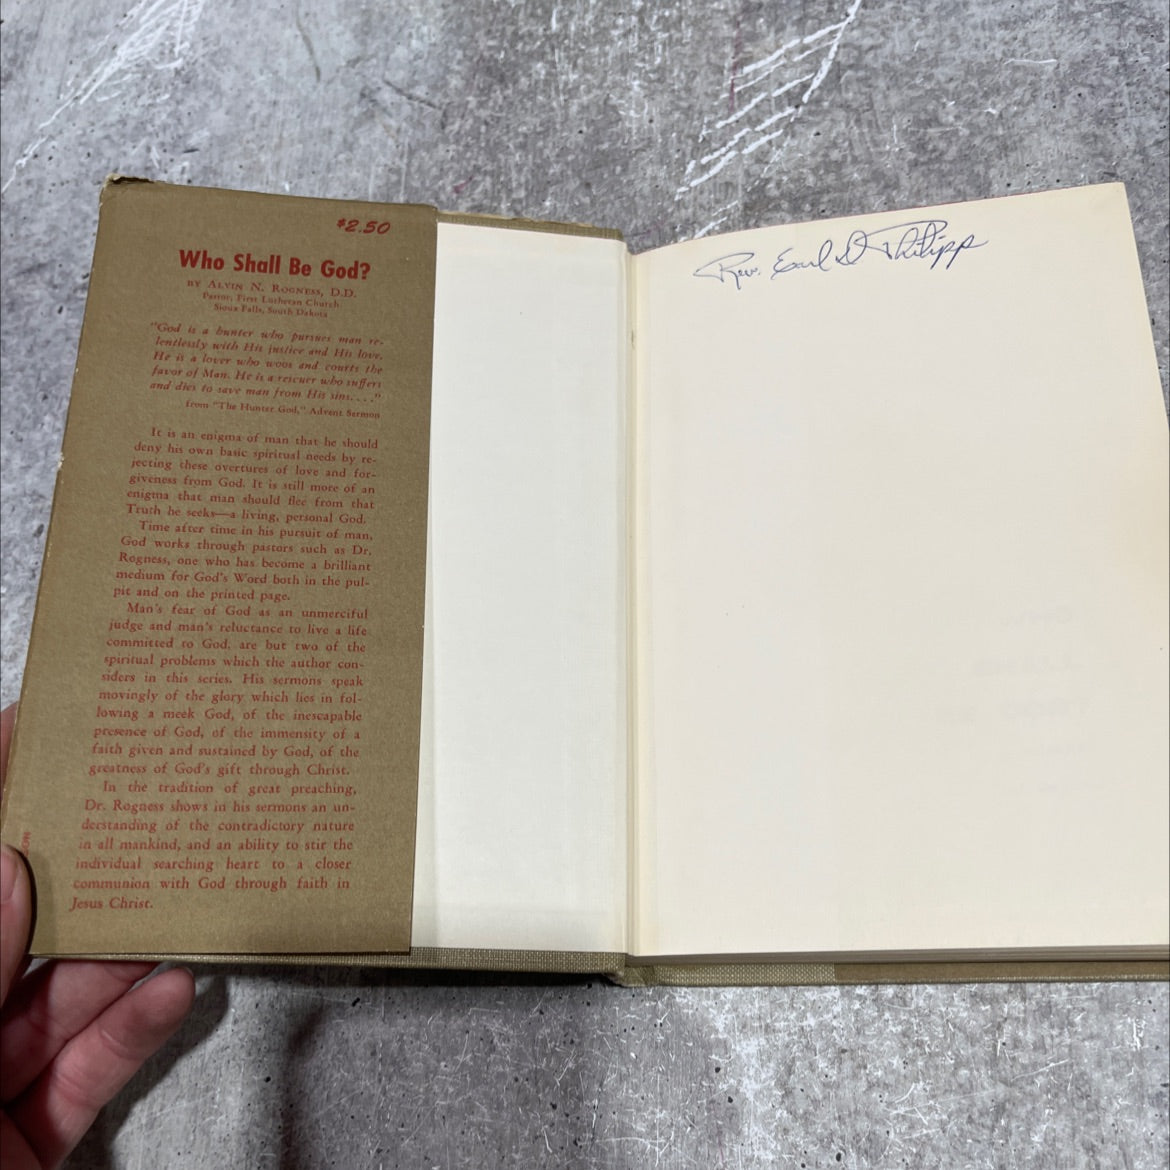 $2.50
Who Shall Be God?
BY ALVIN N. ROGNESS, D.D.
Pastor, First Lutheran Church
Sioux Falls, South Dakota
"God is a hunter who pursues man re-
lentlessly with His justice and His love.
He is a lover who woos and courts the
favor of Man. He is a rescuer who suffers
and dies to save man from His sins. . . ."
from "The Hunter God," Advent Sermon
It is an enigma of man that he should
deny his own basic spiritual needs by re-
jecting these overtures of love and for-
giveness from God. It is still more of an
enigma that man should flee from that
Truth he seeks—a living, personal God.
Time after time in his pursuit of man,
God works through pastors such as Dr.
Rogness, one who has become a brilliant
medium for God's Word both in the pul-
pit and on the printed page.
Man's fear of God as an unmerciful
judge and man's reluctance to live a life
committed to God, are but two of the
spiritual problems which the author con-
siders in this series. His sermons speak
movingly of the glory which lies in fol-
lowing a meek God, of the inescapable
presence of God, of the immensity of a
faith given and sustained by God, of the
greatness of God's gift through Christ.
In the tradition of great preaching,
Dr. Rogness shows in his sermons an un-
derstanding of the contradictory nature
in all mankind, and an ability to stir the
individual searching heart to a closer
communion with God through faith in
Jesus Christ.
Rev. Earl D. Philipp